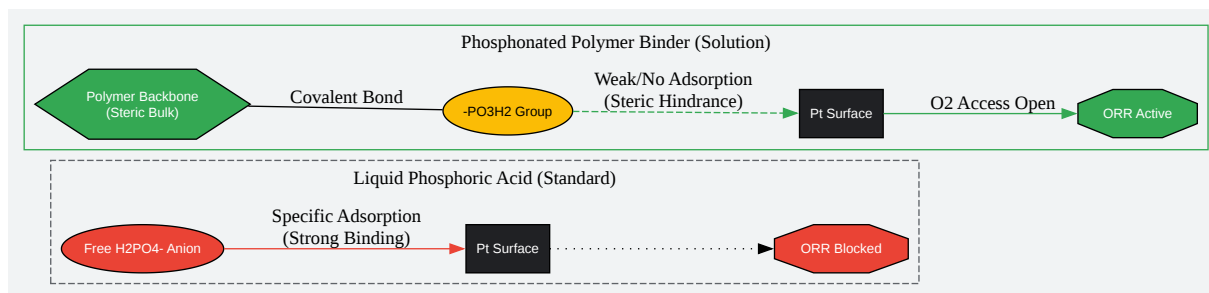 Phosphonated Polymer Binder (Solution)
Polymer Backbone
(Steric Bulk)
Covalent Bond
-PO3H2 Group
Weak/No Adsorption
(Steric Hindrance)
Pt Surface
O2 Access Open
ORR Active
Liquid Phosphoric Acid (Standard)
Free H2PO4- Anion
Specific Adsorption
(Strong Binding)
Pt Surface
ORR Blocked